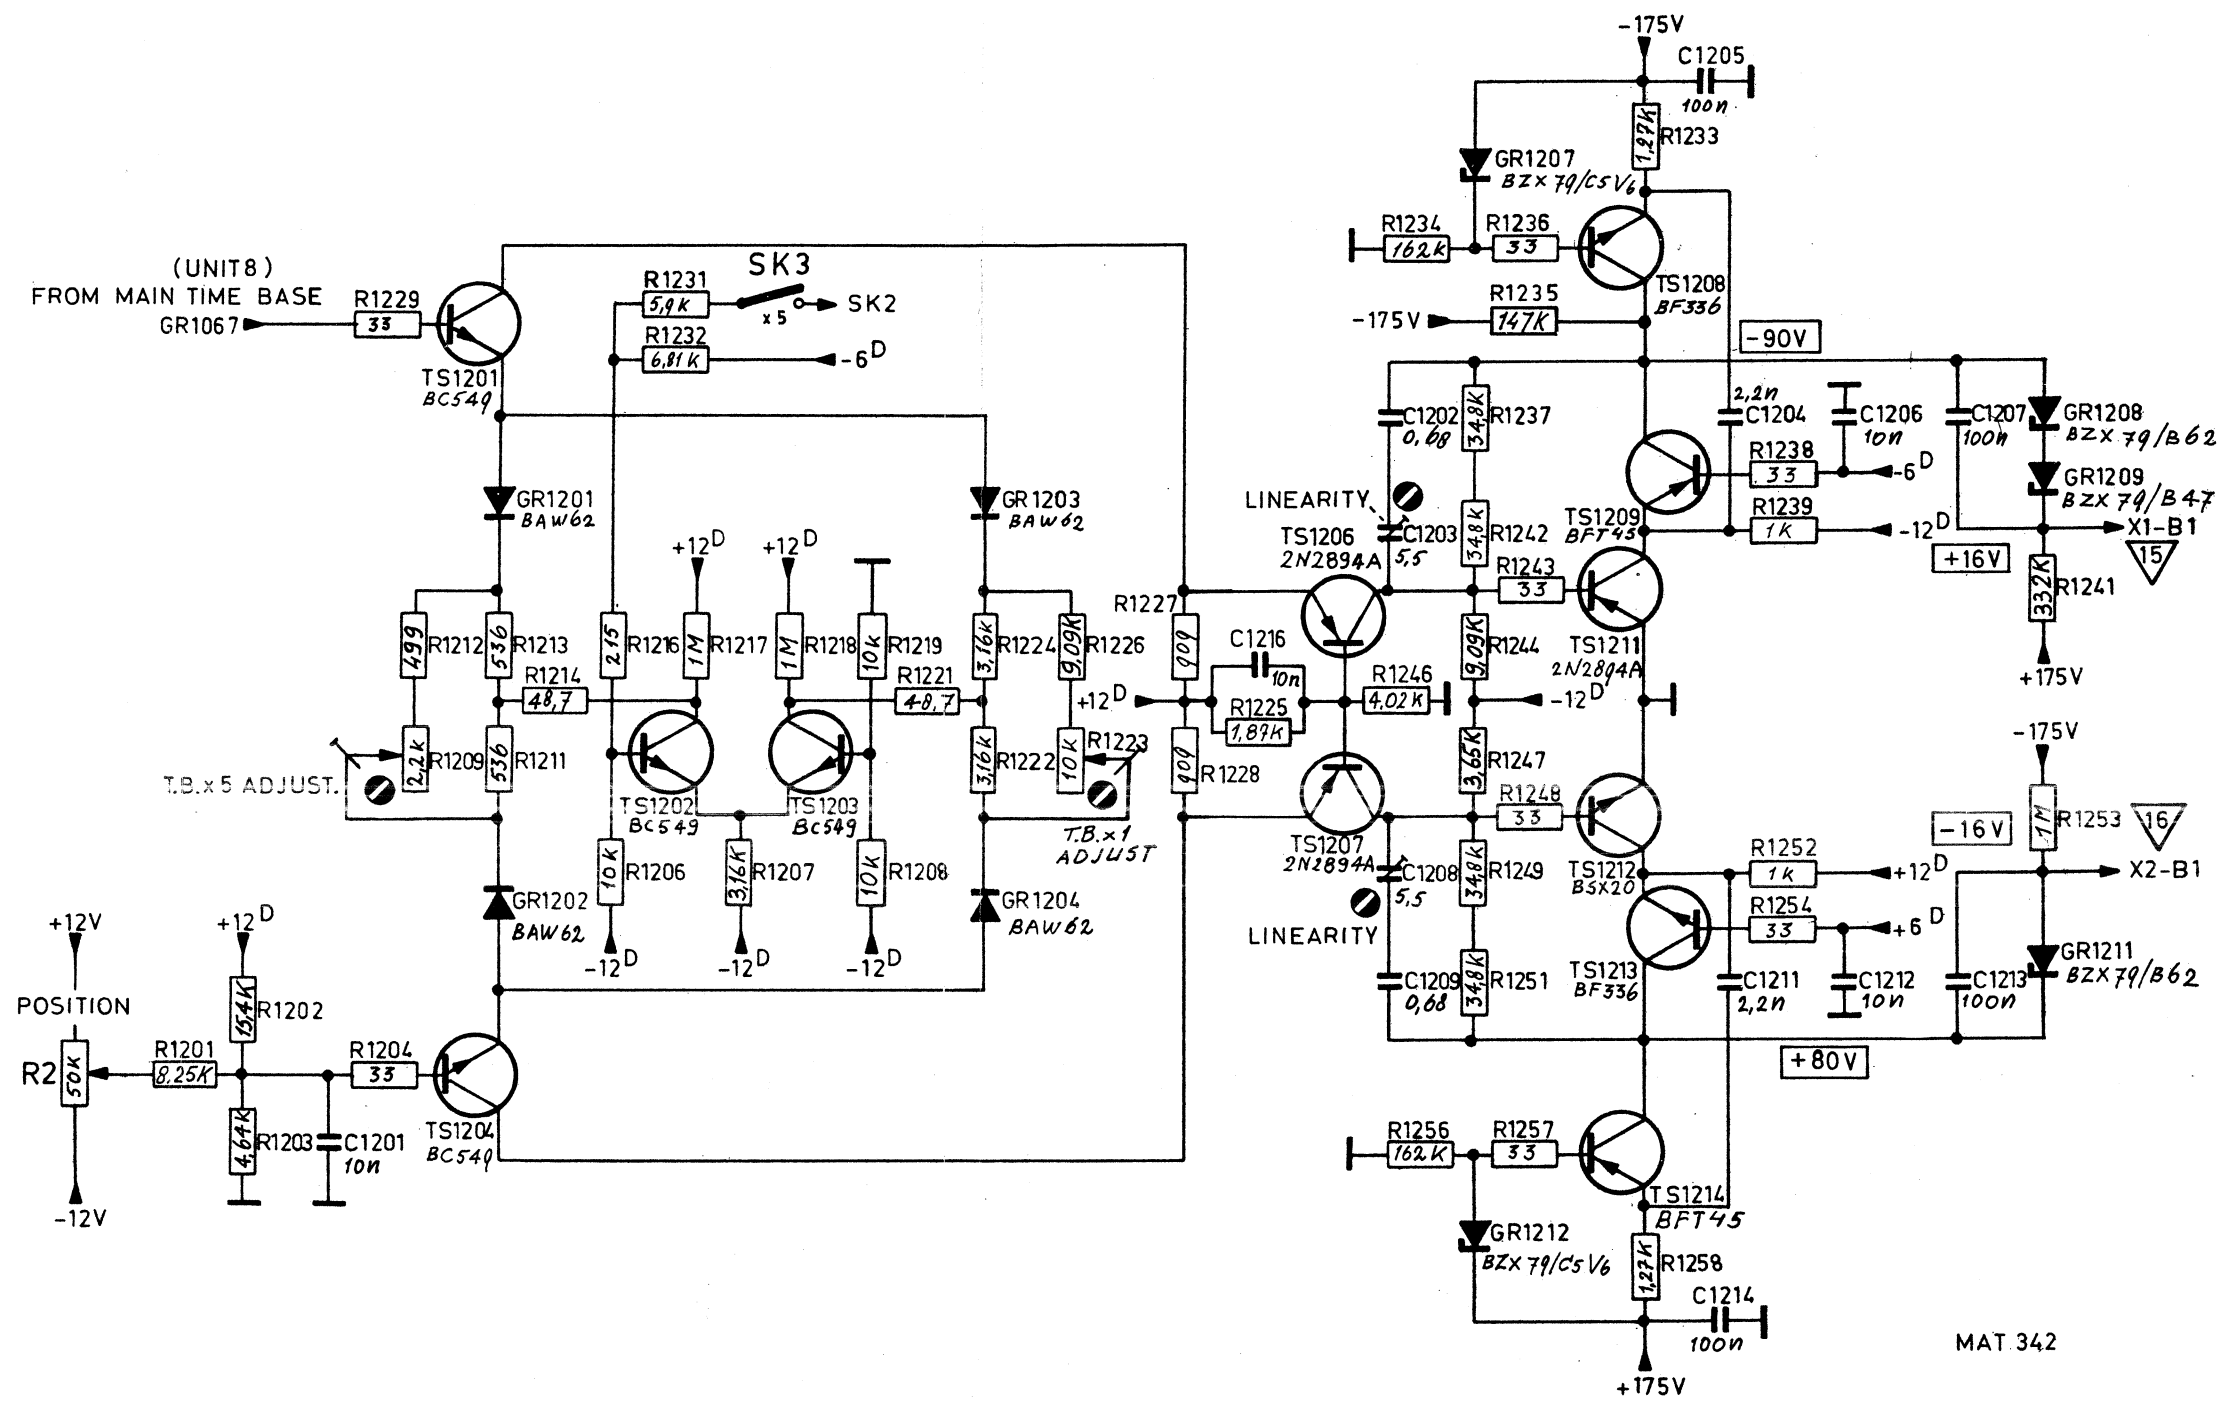 -175V
C1205
100n
1,27K
R1233
GR1207
BZX 79/C5V6
R1234
162K
R1236
33
TS1208
BF336
(UNIT8)
FROM MAIN TIME BASE
GR1067
R1229
33
TS1201
BC549
SK3
R1231
5,9K
x5
SK2
R1232
6,81K
-6D
R1235
-175V
147K
-90V
C1202
0,68
34,8K
R1237
2,2n
C1204
C1206
10n
C1207
100n
GR1208
BZX 79/B62
R1238
33
-6D
GR1209
BZX 79/B47
GR1201
BAW62
GR1203
BAW62
LINEARITY
TS1206
2N2894A
C1203
5,5
34,8K
R1242
TS1209
BFT45
R1239
1K
-12D
X1-B1
15
+16V
332K
R1241
+175V
+12D
+12D
R1243
33
TS1211
2N2894A
499
R1212
536
R1213
215
R1216
1M
R1217
1M
R1218
10k
R1219
3,16k
R1224
9,09K
R1226
R1227
909
C1216
10n
9,09K
R1244
R1214
48,7
R1221
48,7
+12D
R1225
1,87K
R1246
4,02K
-12D
-175V
T.B.x5 ADJUST.
2,2k
R1209
536
R1211
TS1202
BC549
TS1203
BC549
3,16k
R1222
10k
R1223
909
R1228
3,65K
R1247
R1248
33
T.B.x1
ADJUST
TS1207
2N2894A
TS1212
BSX20
-16V
1M
R1253
16
10k
R1206
3,16K
R1207
10k
R1208
C1208
5,5
34,8K
R1249
R1252
1K
+12D
X2-B1
GR1202
BAW62
GR1204
BAW62
LINEARITY
R1254
33
+6D
-12D
-12D
-12D
C1209
0,68
34,8K
R1251
TS1213
BF336
C1211
2,2n
C1212
10n
C1213
100n
GR1211
BZX79/B62
+12V
+12D
POSITION
15,4K
R1202
R2
50K
R1201
8,25K
R1204
33
+80V
4,64K
R1203
C1201
10n
TS1204
BC549
-12V
R1256
162K
R1257
33
TS1214
BFT45
GR1212
BZX 79/C5V6
1,27K
R1258
C1214
100n
+175V
MAT 342